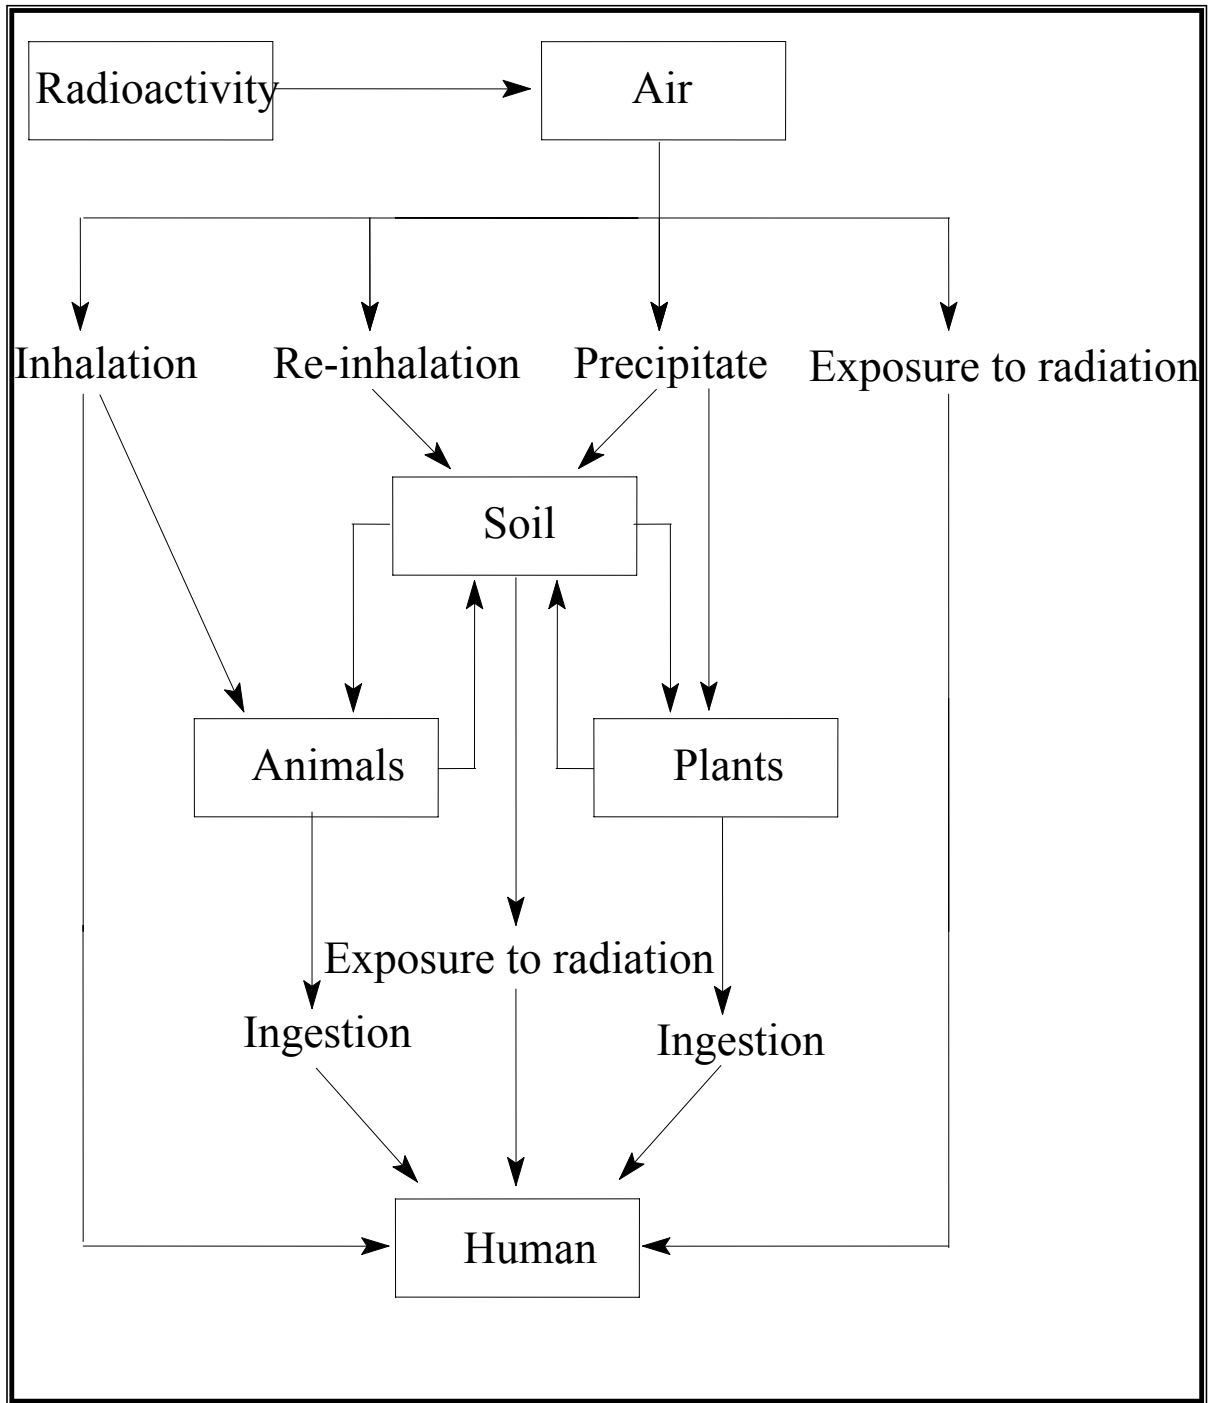 Radioactivity
Air
Inhalation
Re-inhalation
Precipitate
Exposure to radiation
Soil
Animals
Plants
Exposure to radiation
Ingestion
Ingestion
Human